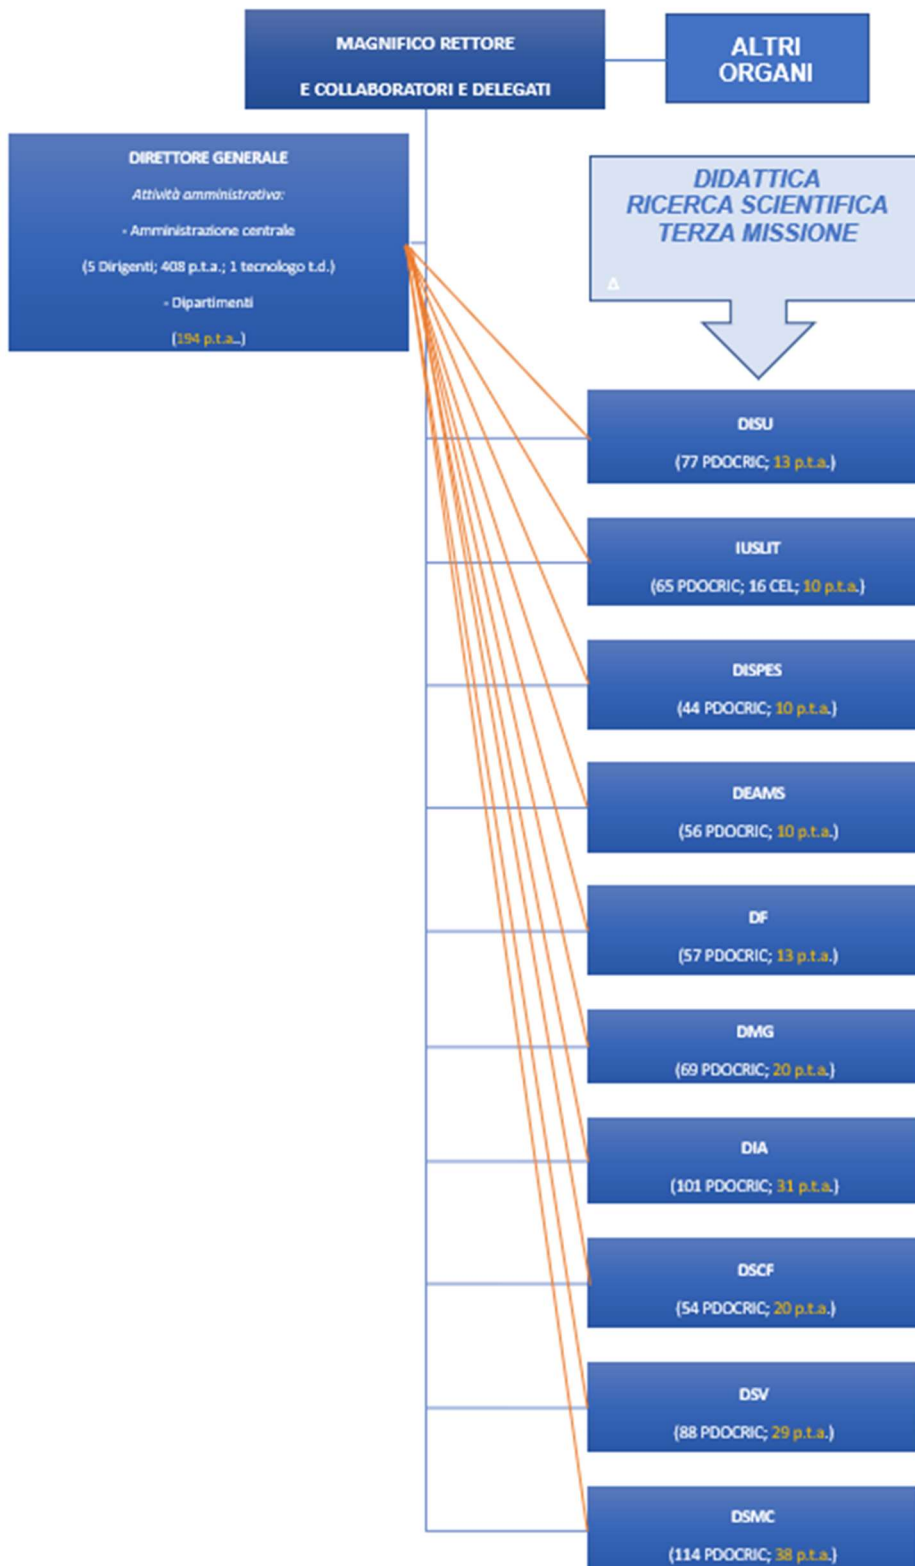 MAGNIFICO RETTORE
E COLLABORATORI E DELEGATI
ALTRI
ORGANI
DIRETTORE GENERALE
Attività amministrativa:
- Amministrazione centrale
(5 Dirigenti; 408 p.t.a.; 1 tecnologo t.d.)
- Dipartimenti
(194 p.t.a..)
DIDATTICA
RICERCA SCIENTIFICA
TERZA MISSIONE
Δ
DISU
(77 PDOCRIC; 13 p.t.a.)
IUSLIT
(65 PDOCRIC; 16 CEL; 10 p.t.a.)
DISPES
(44 PDOCRIC; 10 p.t.a.)
DEAMS
(56 PDOCRIC; 10 p.t.a.)
DF
(57 PDOCRIC; 13 p.t.a.)
DMG
(69 PDOCRIC; 20 p.t.a.)
DIA
(101 PDOCRIC; 31 p.t.a.)
DSCF
(54 PDOCRIC; 20 p.t.a.)
DSV
(88 PDOCRIC; 29 p.t.a.)
DSMC
(114 PDOCRIC; 38 p.t.a.)